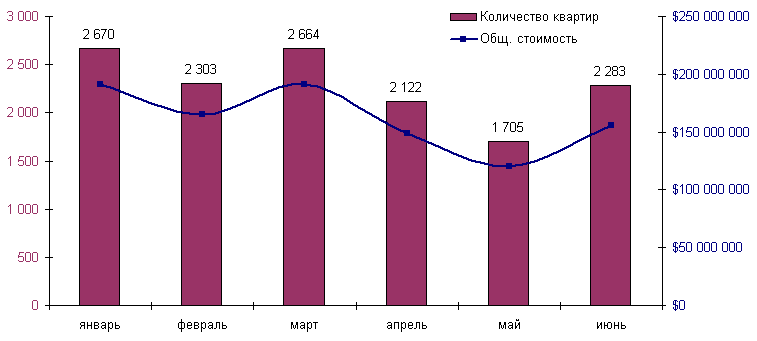 3 000
2 500
2 000
1 500
1 000
500
0
2 670
2 303
2 664
2 122
1 705
2 283
Количество квартир
Общ. стоимость
$250 000 000
$200 000 000
$150 000 000
$100 000 000
$50 000 000
$0
январь февраль март апрель май июнь